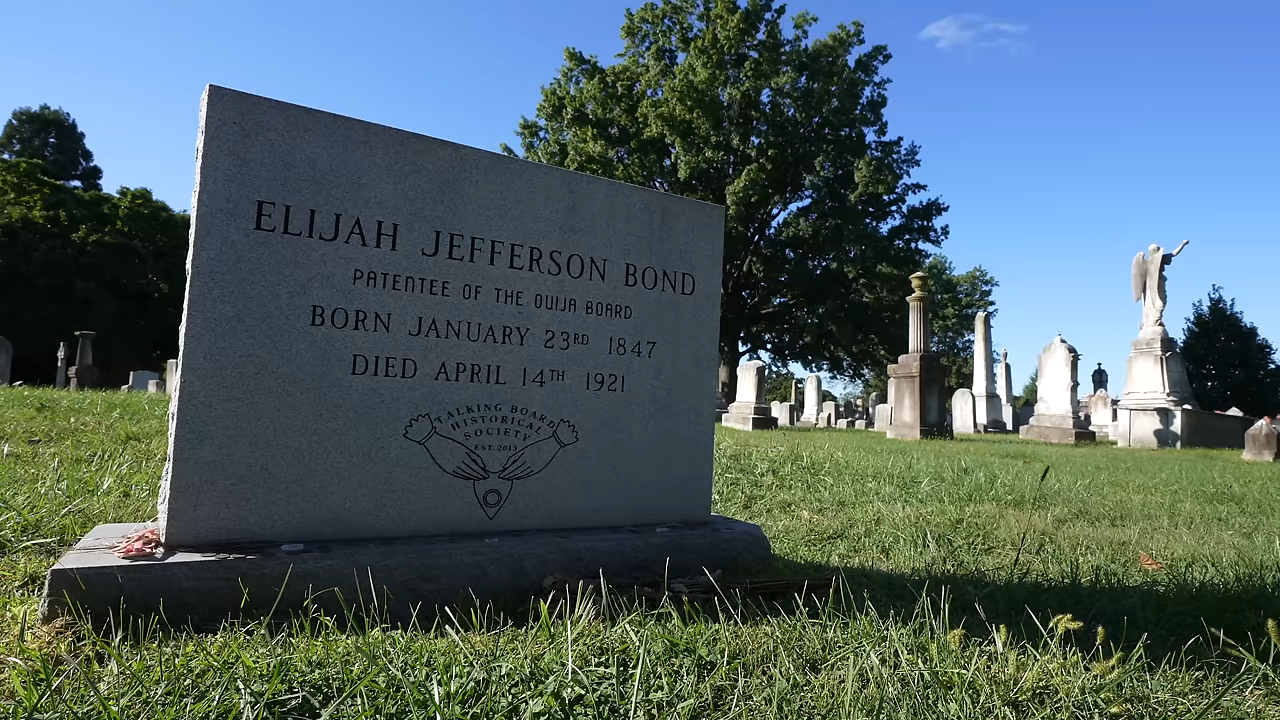 ELIJAH JEFFERSON BOND
PATENTEE OF THE OUIJA BOARD
BORN JANUARY 23RD 1847
DIED APRIL 14TH 1921
TALKING BOARD
HISTORICAL
SOCIETY
EST. 2013